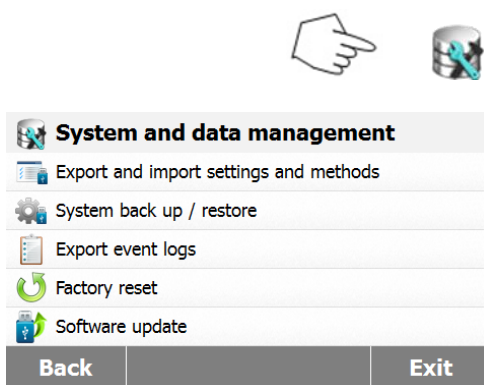 System and data management
Export and import settings and methods
System back up / restore
Export event logs
Factory reset
Software update
Back
Exit